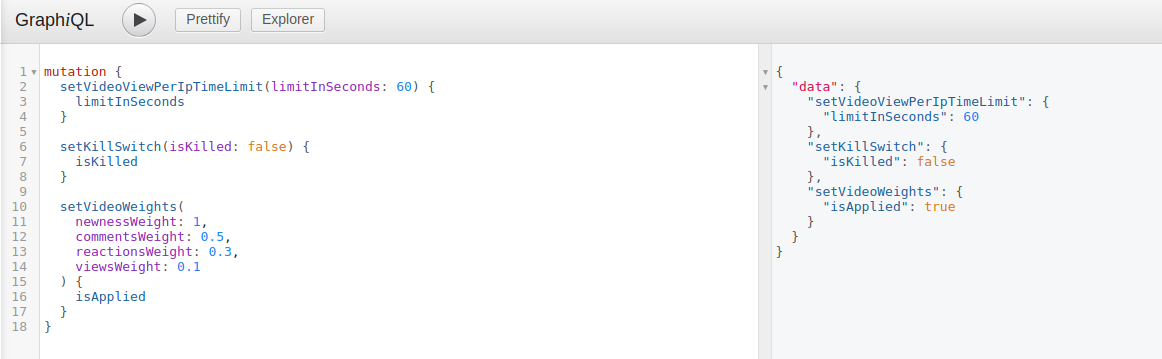 GraphiQL Prettify Explorer
1 mutation {
2   setVideoViewPerIpTimeLimit(limitInSeconds: 60) {
3     limitInSeconds
4   }
5
6   setKillSwitch(isKilled: false) {
7     isKilled
8   }
9
10   setVideoWeights(
11     newnessWeight: 1,
12     commentsWeight: 0.5,
13     reactionsWeight: 0.3,
14     viewsWeight: 0.1
15   ) {
16     isApplied
17   }
18 }
{
  "data": {
    "setVideoViewPerIpTimeLimit": {
      "limitInSeconds": 60
    },
    "setKillSwitch": {
      "isKilled": false
    },
    "setVideoWeights": {
      "isApplied": true
    }
  }
}